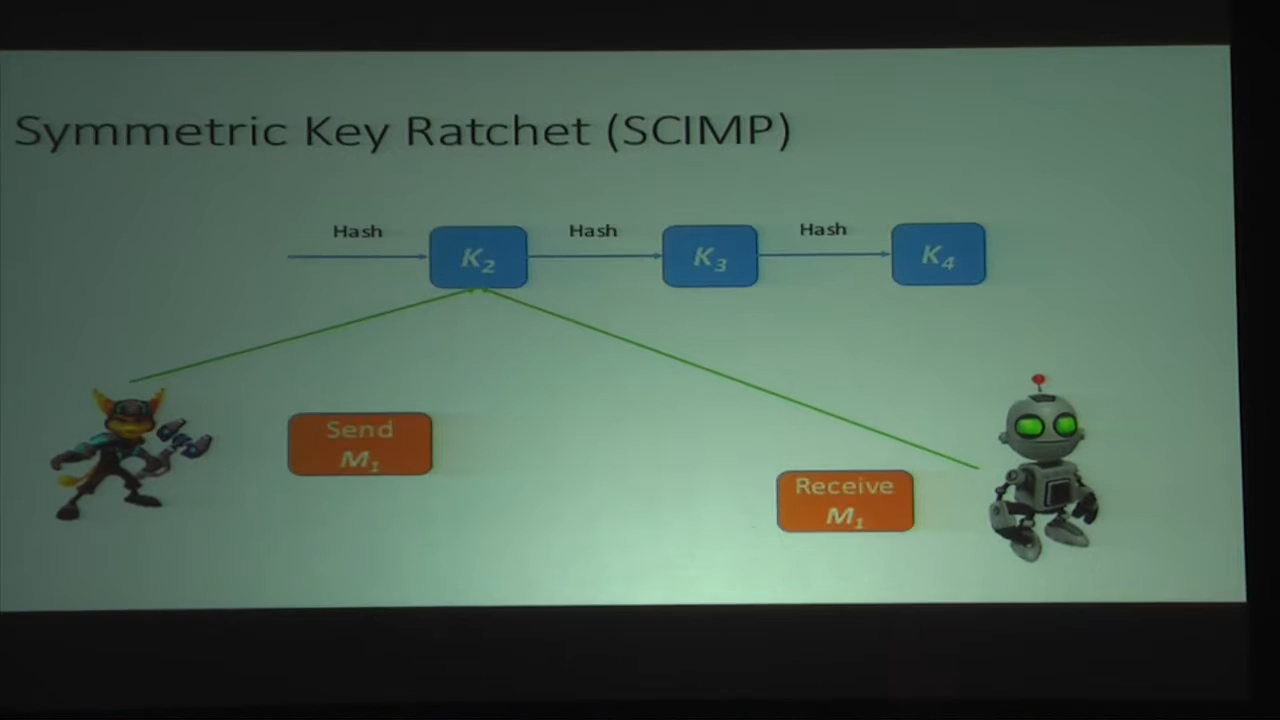 Symmetric Key Ratchet (SCIMP)
Hash Hash Hash
K₂ K₃ K₄
Send
M₁
Receive
M₁